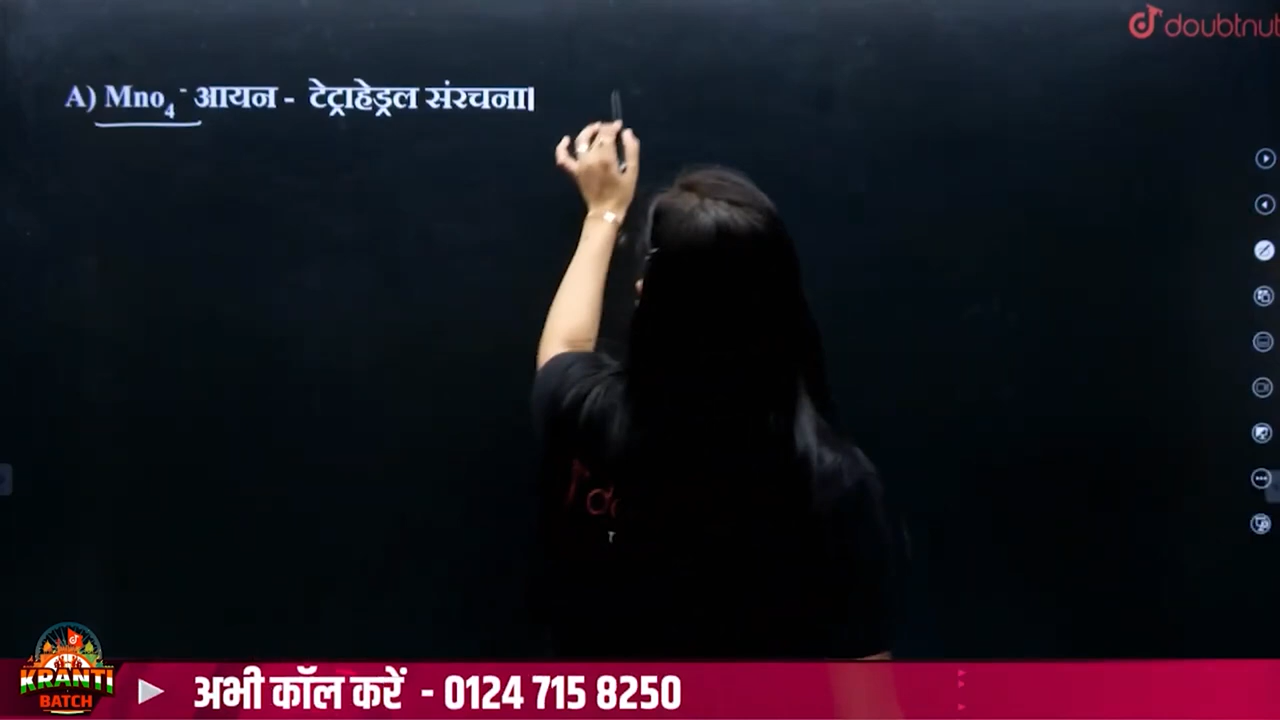 doubtnut
A) Mno₄⁻ आयन - टेट्राहेड्रल संरचना।
KRANTI
BATCH
अभी कॉल करें - 0124 715 8250